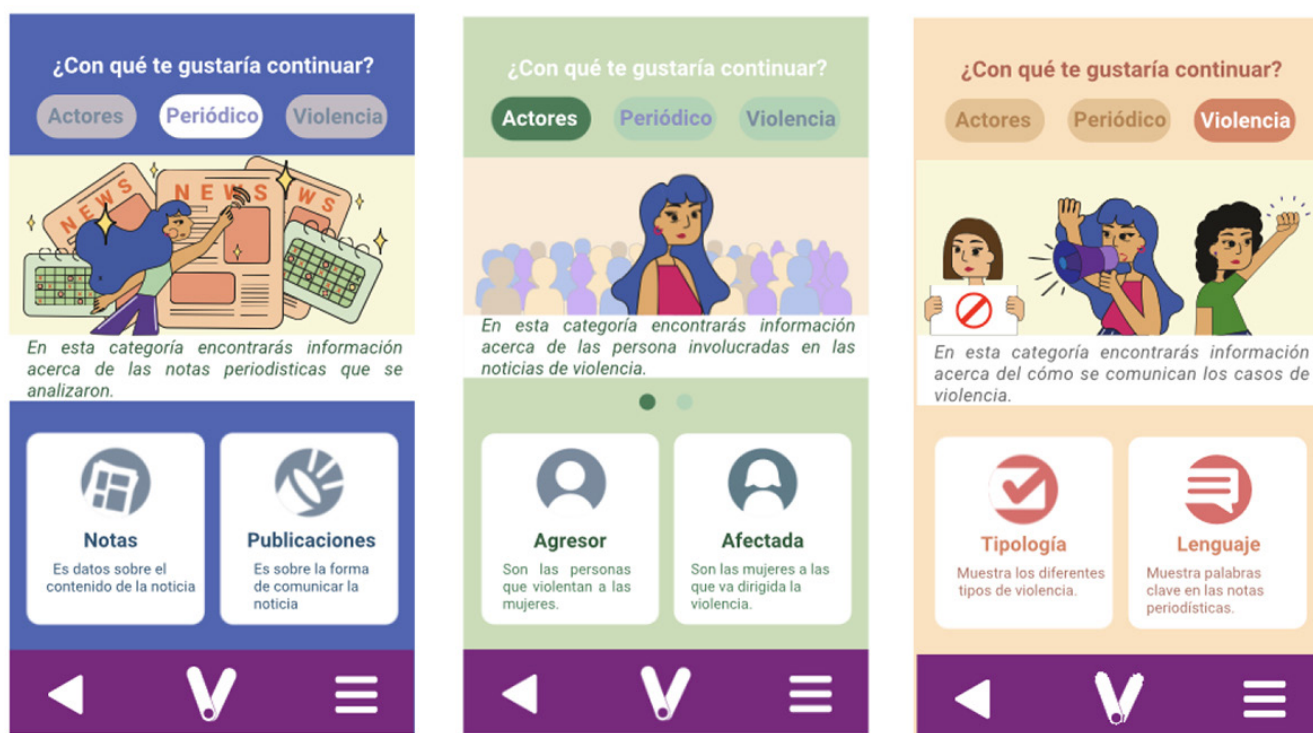 ¿Con qué te gustaría continuar?
Actores Periódico Violencia
NEWS
NEWS
WS
En esta categoría encontrarás información
acerca de las notas periodisticas que se
analizaron.
Notas
Es datos sobre el
contenido de la noticia
Publicaciones
Es sobre la forma
de comunicar la
noticia
¿Con qué te gustaría continuar?
Actores Periódico Violencia
En esta categoría encontrarás información
acerca de las persona involucradas en las
noticias de violencia.
Agresor
Son las personas
que violentan a las
mujeres.
Afectada
Son las mujeres a las
que va dirigida la
violencia.
¿Con qué te gustaría continuar?
Actores Periódico Violencia
En esta categoría encontrarás información
acerca del cómo se comunican los casos de
violencia.
Tipología
Muestra los diferentes
tipos de violencia.
Lenguaje
Muestra palabras
clave en las notas
periodísticas.